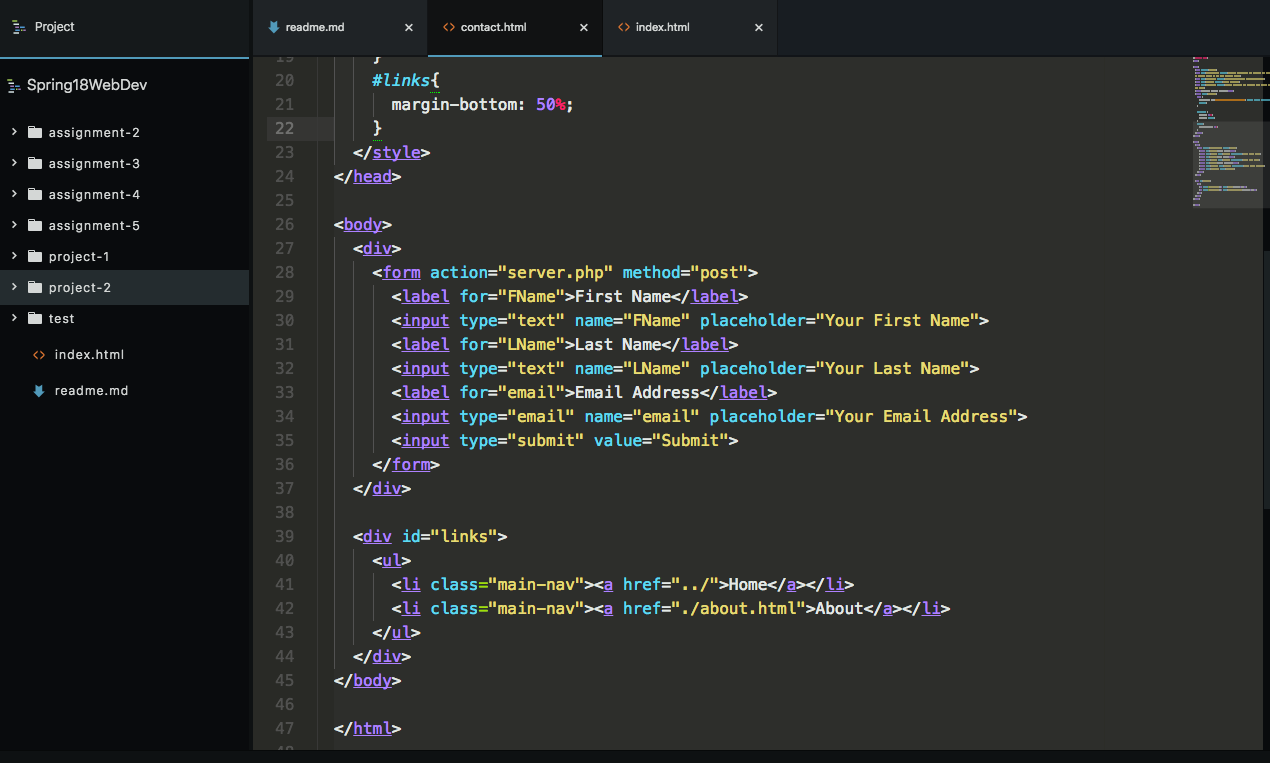 Project
readme.md
contact.html
index.html
Spring18WebDev
assignment-2
assignment-3
assignment-4
assignment-5
project-1
project-2
test
index.html
readme.md
19 }
20 #links{
21 margin-bottom: 50%;
22 }
23 </style>
24 </head>
25
26 <body>
27 <div>
28 <form action="server.php" method="post">
29 <label for="FName">First Name</label>
30 <input type="text" name="FName" placeholder="Your First Name">
31 <label for="LName">Last Name</label>
32 <input type="text" name="LName" placeholder="Your Last Name">
33 <label for="email">Email Address</label>
34 <input type="email" name="email" placeholder="Your Email Address">
35 <input type="submit" value="Submit">
36 </form>
37 </div>
38
39 <div id="links">
40 <ul>
41 <li class="main-nav"><a href="../">Home</a></li>
42 <li class="main-nav"><a href="./about.html">About</a></li>
43 </ul>
44 </div>
45 </body>
46
47 </html>